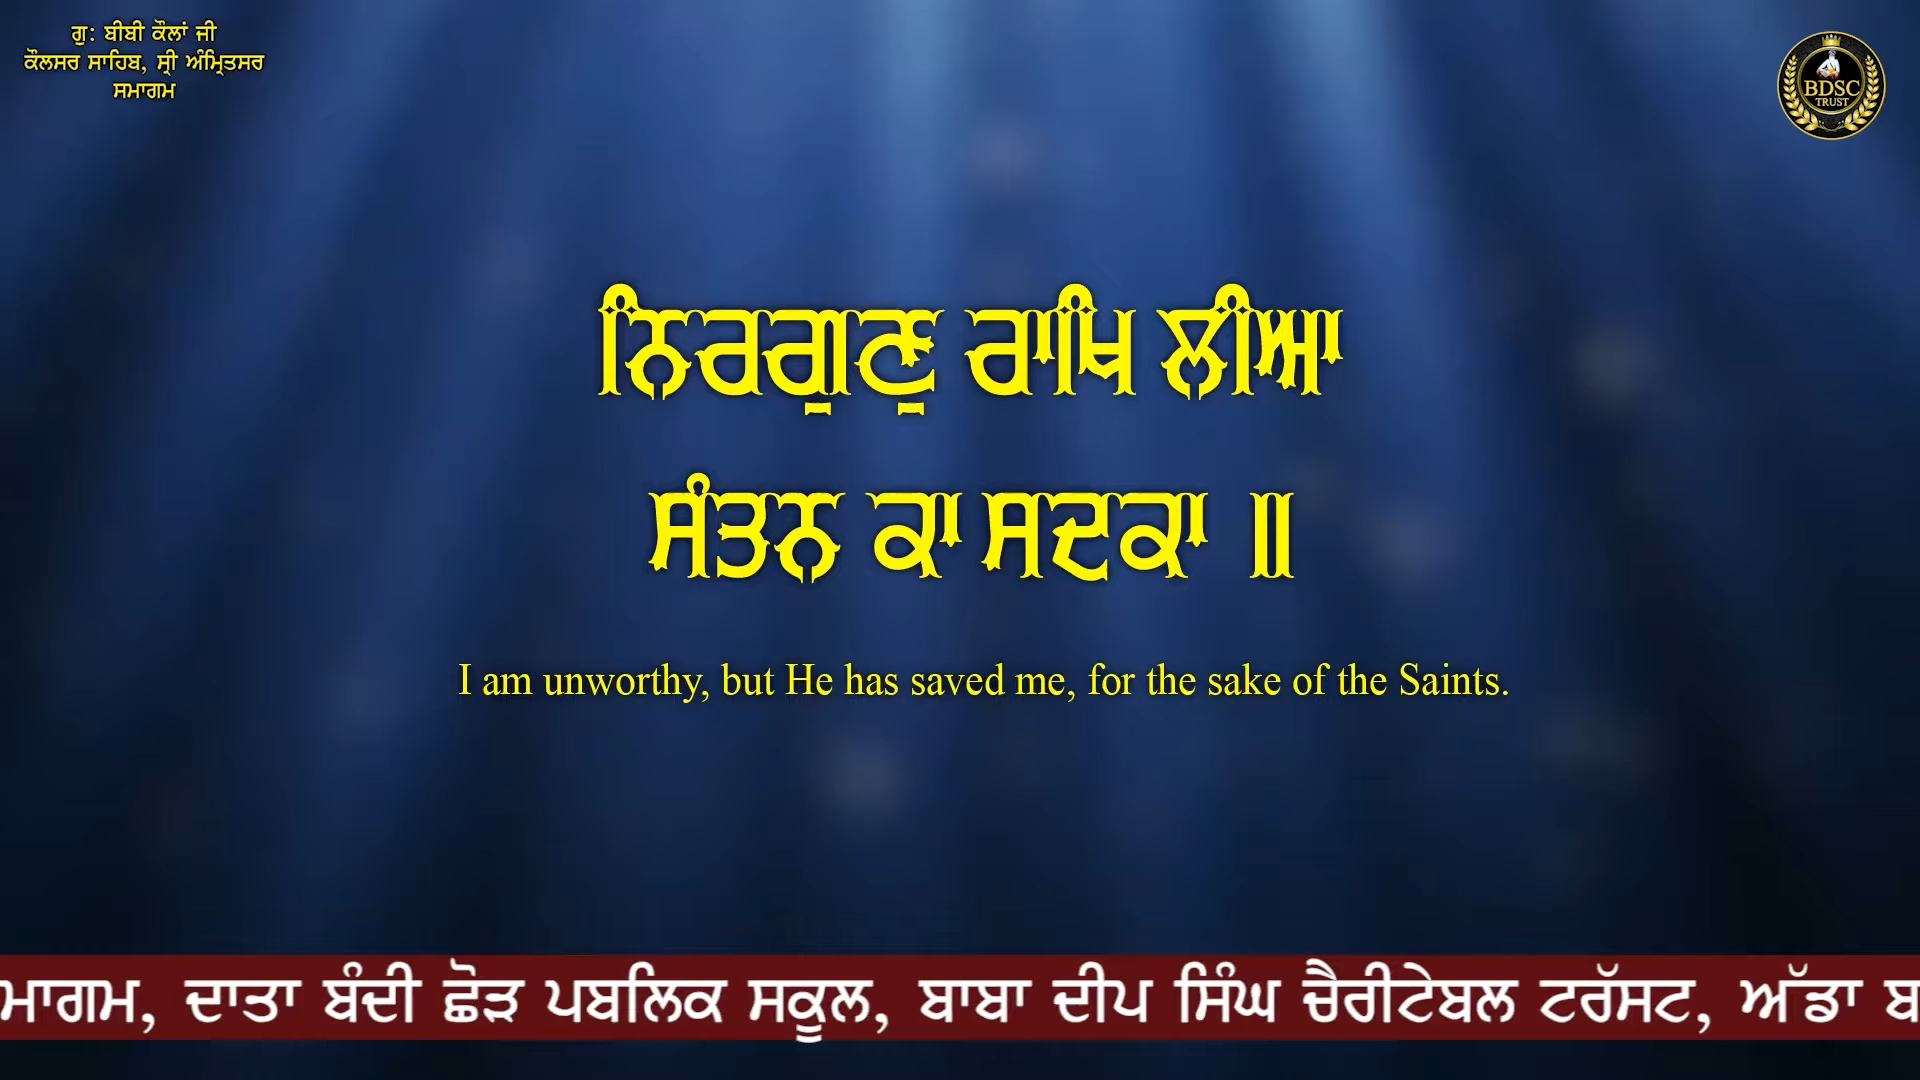 ਗੁ: ਬੀਬੀ ਕੌਲਾਂ ਜੀ
ਕੌਲਸਰ ਸਾਹਿਬ, ਸ੍ਰੀ ਅੰਮ੍ਰਿਤਸਰ
ਸਮਾਗਮ
BDSC
TRUST
ਨਿਰਗੁਣੁ ਰਾਖਿ ਲੀਆ
ਸੰਤਨ ਕਾ ਸਦਕਾ ॥
I am unworthy, but He has saved me, for the sake of the Saints.
ਮਾਗਮ, ਦਾਤਾ ਬੰਦੀ ਛੋੜ ਪਬਲਿਕ ਸਕੂਲ, ਬਾਬਾ ਦੀਪ ਸਿੰਘ ਚੈਰੀਟੇਬਲ ਟਰੱਸਟ, ਅੱਡਾ ਬ